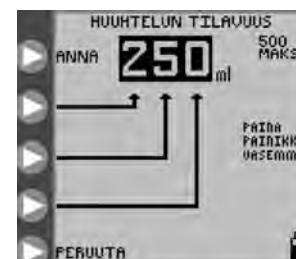 HUUHTELUN TILAVUUS
500
MAKS
ANNA 250 ml
PAINA
PAINIKK
VASEMM
PERUUTA